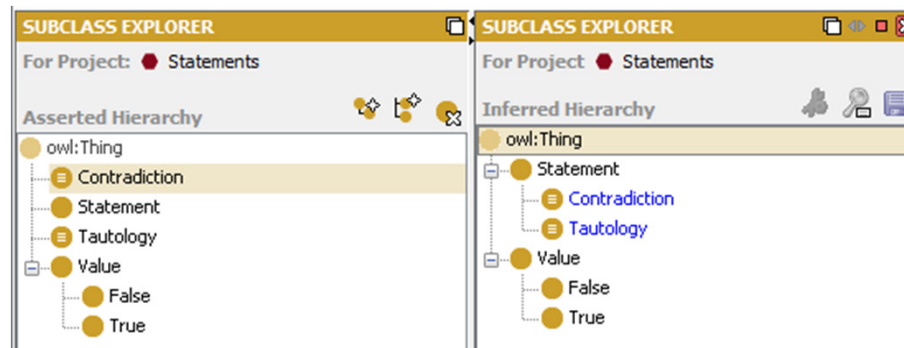 SUBCLASS EXPLORER
For Project: Statements
Asserted Hierarchy
owl:Thing
Contradiction
Statement
Tautology
Value
False
True
SUBCLASS EXPLORER
For Project Statements
Inferred Hierarchy
owl:Thing
Statement
Contradiction
Tautology
Value
False
True